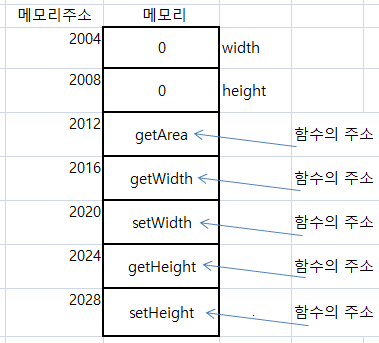 메모리주소 메모리
2004 0 width
2008 0 height
2012 getArea 함수의 주소
2016 getWidth 함수의 주소
2020 setWidth 함수의 주소
2024 getHeight 함수의 주소
2028 setHeight 함수의 주소